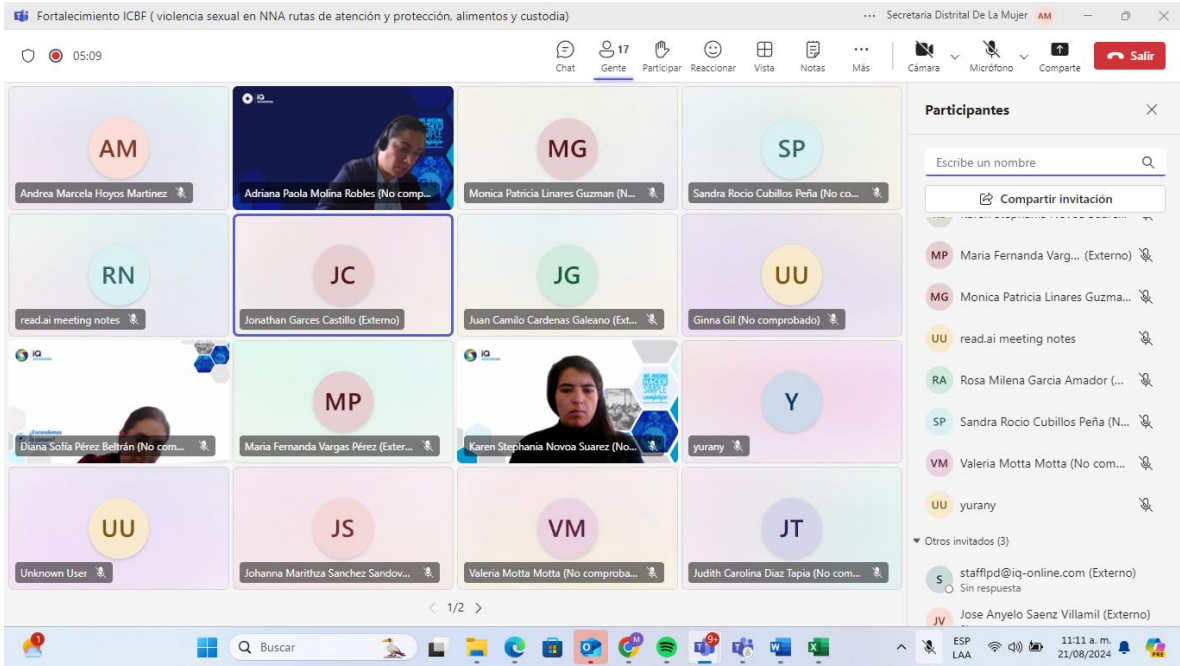 Fortalecimiento ICBF ( violencia sexual en NNA rutas de atención y protección, alimentos y custodia)
Secretaria Distrital De La Mujer AM
05:09
17
Chat Gente Participar Reaccionar Vista Notas Más Cámara Micrófono Comparte Salir
AM
Andrea Marcela Hoyos Martinez
iQ
Adriana Paola Molina Robles (No comp...
MG
Monica Patricia Linares Guzman (N...
SP
Sandra Rocio Cubillos Peña (No co...
RN
read.ai meeting notes
JC
Jonathan Garces Castillo (Externo)
JG
Juan Camilo Cardenas Galeano (Ext...
UU
Ginna Gil (No comprobado)
iQ
Diana Sofía Pérez Beltrán (No com...
MP
Maria Fernanda Vargas Pérez (Exter...
iQ
HACER
SIMPLE
Karen Stephania Novoa Suarez (No...
Y
yurany
UU
Unknown User
JS
Johanna Marithza Sanchez Sandov...
VM
Valeria Motta Motta (No comproba...
JT
Judith Carolina Diaz Tapia (No com...
1/2
Participantes
Escribe un nombre
Compartir invitación
MP Maria Fernanda Varg... (Externo)
MG Monica Patricia Linares Guzma...
UU read.ai meeting notes
RA Rosa Milena Garcia Amador (...
SP Sandra Rocio Cubillos Peña (N...
VM Valeria Motta Motta (No com...
UU yurany
Otros invitados (3)
S staffipd@iq-online.com (Externo)
Sin respuesta
JV Jose Anyelo Saenz Villamil (Externo)
1
Buscar
M
9+
ESP
LAA
11:11 a. m.
21/08/2024
PRE